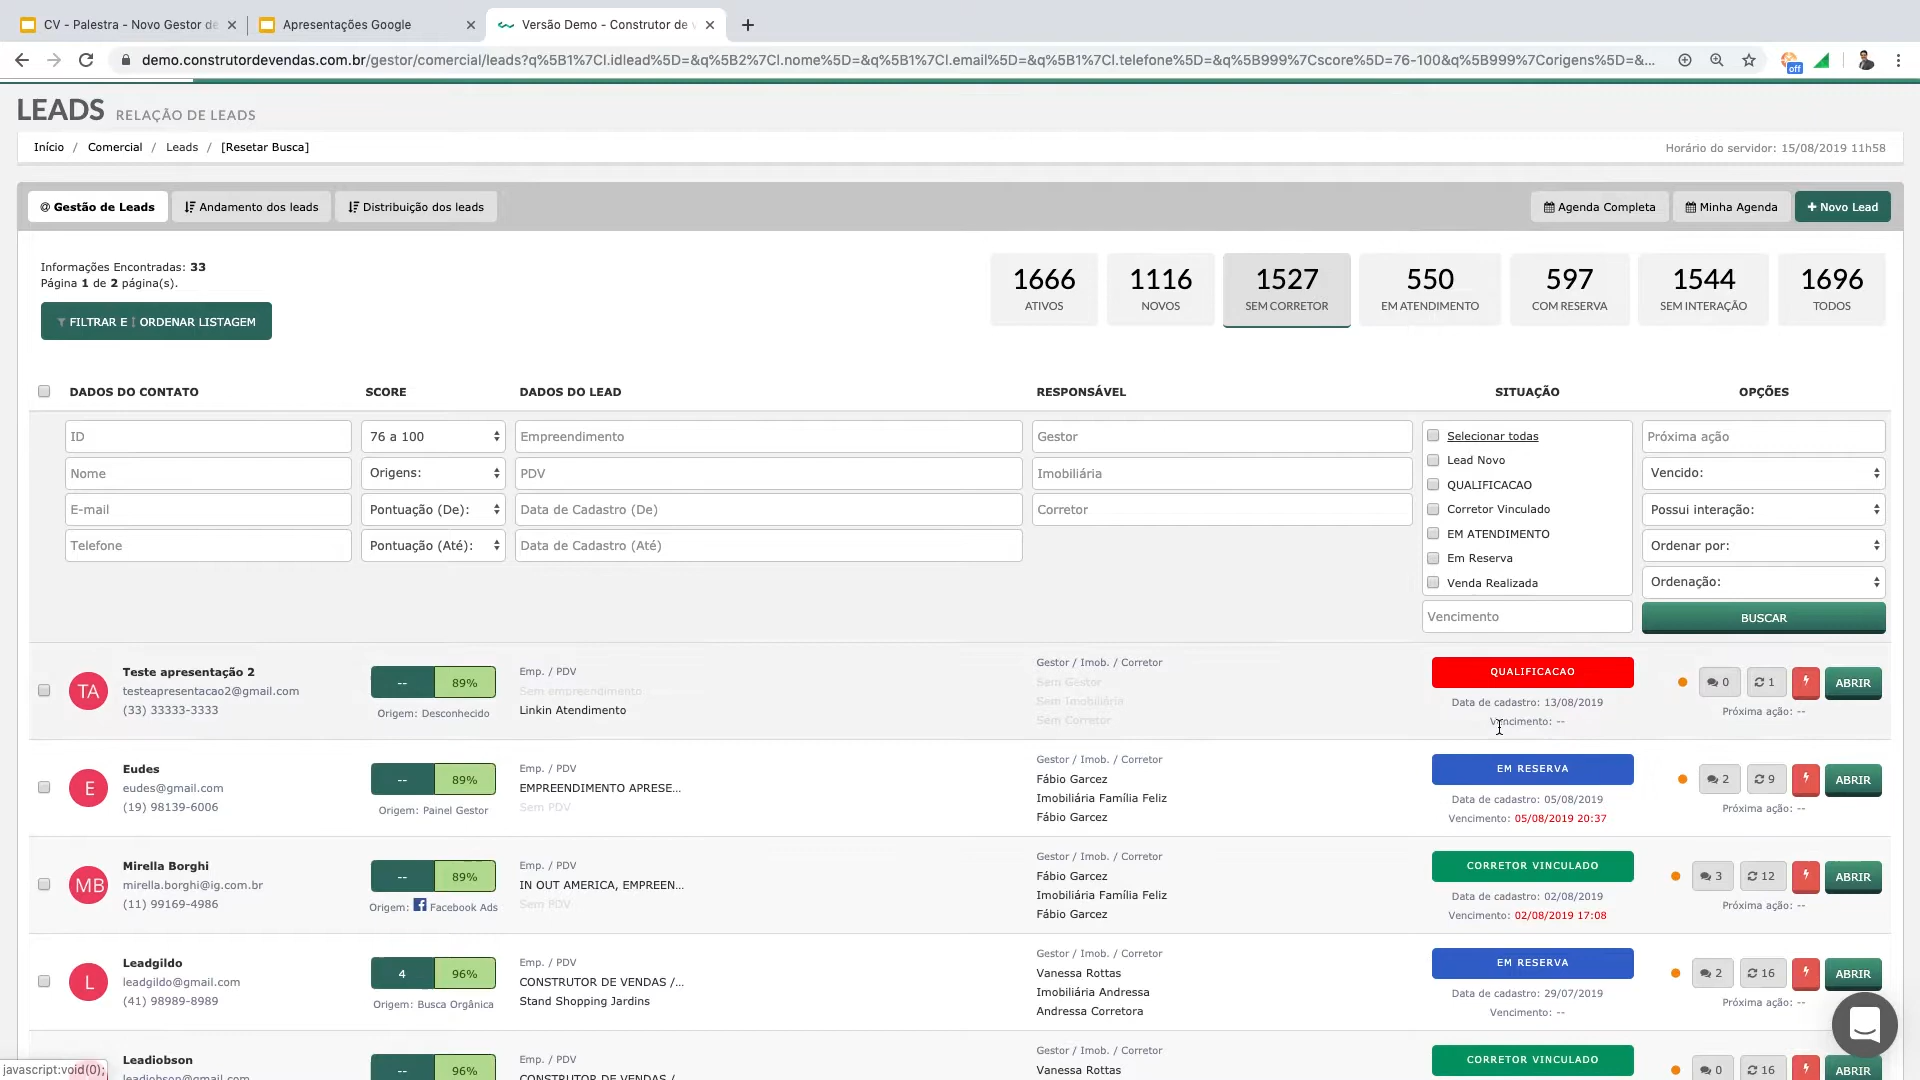 CV - Palestra - Novo Gestor de
Apresentações Google
Versão Demo - Construtor de v
demo.construtordevendas.com.br/gestor/comercial/leads?q%5B1%7Cl.idlead%5D=&q%5B2%7Cl.nome%5D=&q%5B1%7Cl.email%5D=&q%5B1%7Cl.telefone%5D=&q%5B999%7Cscore%5D=76-100&q%5B999%7Corigens%5D=&...
off
LEADS RELAÇÃO DE LEADS
Início / Comercial / Leads / [Resetar Busca]
Horário do servidor: 15/08/2019 11h58
Gestão de Leads
Andamento dos leads
Distribuição dos leads
Agenda Completa
Minha Agenda
+ Novo Lead
Informações Encontradas: 33
Página 1 de 2 página(s).
FILTRAR E ORDENAR LISTAGEM
1666 ATIVOS
1116 NOVOS
1527 SEM CORRETOR
550 EM ATENDIMENTO
597 COM RESERVA
1544 SEM INTERAÇÃO
1696 TODOS
DADOS DO CONTATO
SCORE
DADOS DO LEAD
RESPONSÁVEL
SITUAÇÃO
OPÇÕES
ID
Nome
E-mail
Telefone
76 a 100
Origens:
Pontuação (De):
Pontuação (Até):
Empreendimento
PDV
Data de Cadastro (De)
Data de Cadastro (Até)
Gestor
Imobiliária
Corretor
Selecionar todas
Lead Novo
QUALIFICACAO
Corretor Vinculado
EM ATENDIMENTO
Em Reserva
Venda Realizada
Vencimento
Próxima ação
Vencido:
Possui interação:
Ordenar por:
Ordenação:
BUSCAR
TA
Teste apresentação 2
testeapresentacao2@gmail.com
(33) 33333-3333
-- 89%
Origem: Desconhecido
Emp. / PDV
Sem empreendimento
Linkin Atendimento
Gestor / Imob. / Corretor
Sem Gestor
Sem Imobiliária
Sem Corretor
QUALIFICACAO
Data de cadastro: 13/08/2019
Vencimento: --
0
1
ABRIR
Próxima ação: --
E
Eudes
eudes@gmail.com
(19) 98139-6006
-- 89%
Origem: Painel Gestor
Emp. / PDV
EMPREENDIMENTO APRESE...
Sem PDV
Gestor / Imob. / Corretor
Fábio Garcez
Imobiliária Família Feliz
Fábio Garcez
EM RESERVA
Data de cadastro: 05/08/2019
Vencimento: 05/08/2019 20:37
2
9
ABRIR
Próxima ação: --
MB
Mirella Borghi
mirella.borghi@ig.com.br
(11) 99169-4986
-- 89%
Origem: Facebook Ads
Emp. / PDV
IN OUT AMERICA, EMPREEN...
Sem PDV
Gestor / Imob. / Corretor
Fábio Garcez
Imobiliária Família Feliz
Fábio Garcez
CORRETOR VINCULADO
Data de cadastro: 02/08/2019
Vencimento: 02/08/2019 17:08
3
12
ABRIR
Próxima ação: --
L
Leadgildo
leadgildo@gmail.com
(41) 98989-8989
4 96%
Origem: Busca Orgânica
Emp. / PDV
CONSTRUTOR DE VENDAS /...
Stand Shopping Jardins
Gestor / Imob. / Corretor
Vanessa Rottas
Imobiliária Andressa
Andressa Corretora
EM RESERVA
Data de cadastro: 29/07/2019
Vencimento: --
2
16
ABRIR
Próxima ação: --
Leadiobson
leadiobson@gmail.com
-- 96%
Emp. / PDV
CONSTRUTOR DE VENDAS /
Gestor / Imob. / Corretor
Vanessa Rottas
CORRETOR VINCULADO
0
16
ABRIR
javascript:void(0);